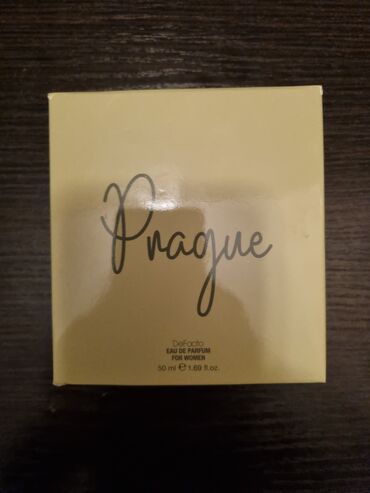 Prague
DeFacto
EAU DE PARFUM
FOR WOMEN
50 ml ℮ 1.69 fl.oz.